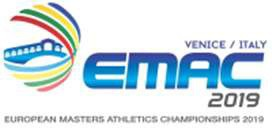 VENICE / ITALY
EMAC
2019
EUROPEAN MASTERS ATHLETICS CHAMPIONSHIPS 2019